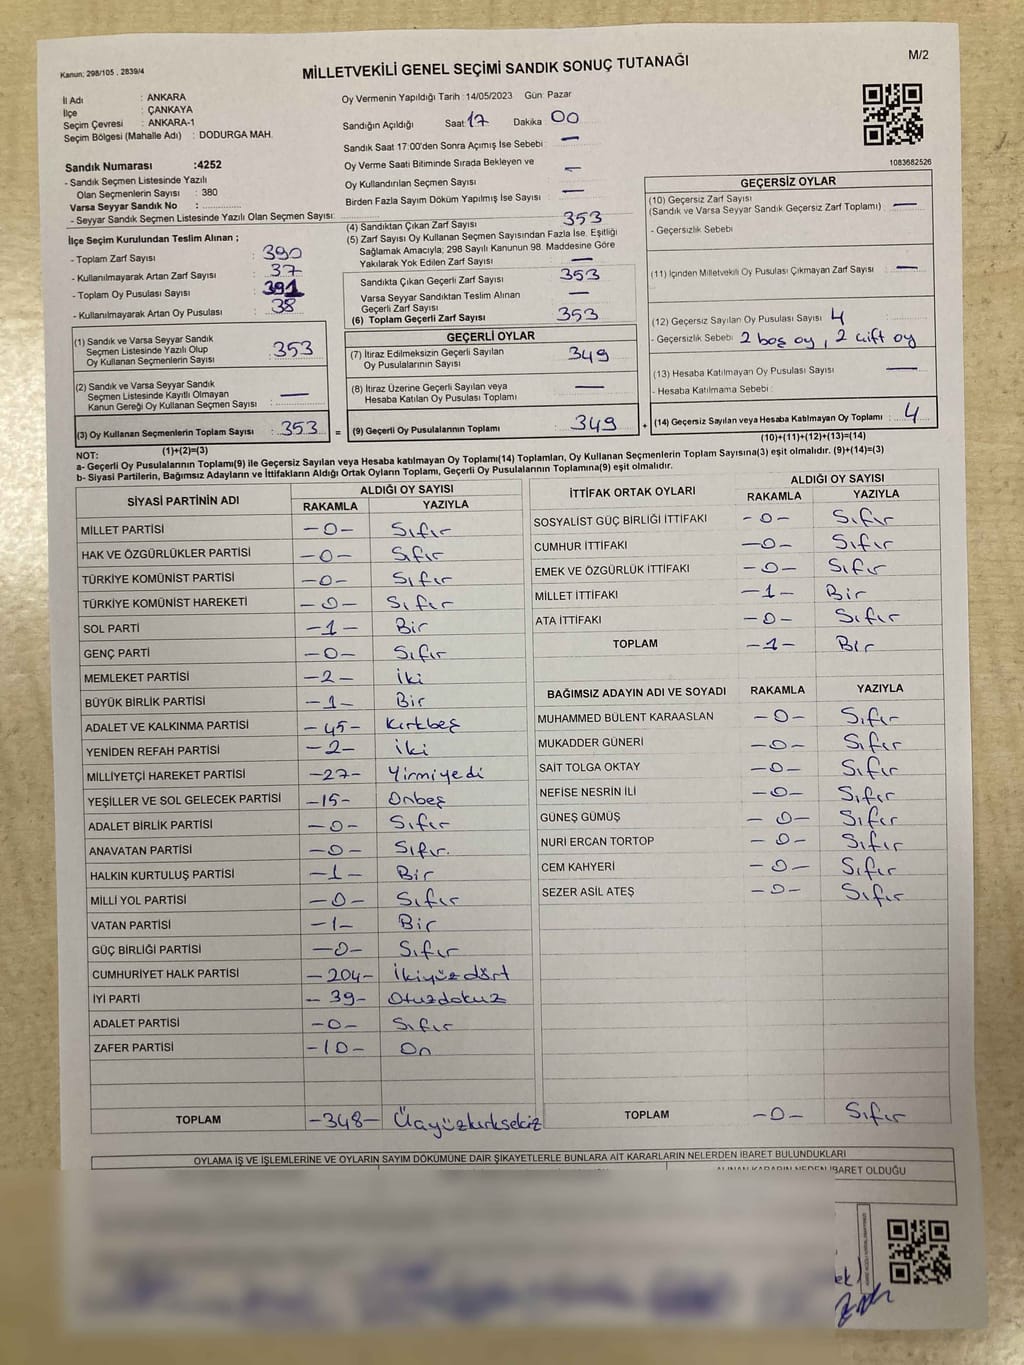 Kanun; 298/105 . 2839/4
MİLLETVEKİLİ GENEL SEÇİMİ SANDIK SONUÇ TUTANAĞI
M/2
İl Adı : ANKARA
İlçe : ÇANKAYA
Seçim Çevresi : ANKARA-1
Seçim Bölgesi (Mahalle Adı) : DODURGA MAH.
Sandık Numarası :4252
- Sandık Seçmen Listesinde Yazılı
Olan Seçmenlerin Sayısı : 380
Varsa Seyyar Sandık No :
- Seyyar Sandık Seçmen Listesinde Yazılı Olan Seçmen Sayısı:
Oy Vermenin Yapıldığı Tarih : 14/05/2023 Gün: Pazar
Sandığın Açıldığı Saat 17 Dakika 00
Sandık Saat 17:00'den Sonra Açımış İse Sebebi : —
Oy Verme Saati Bitiminde Sırada Bekleyen ve
Oy Kullandırılan Seçmen Sayısı —
Birden Fazla Sayım Döküm Yapılmış İse Sayısı : —
1083682526
İlçe Seçim Kurulundan Teslim Alınan ;
- Toplam Zarf Sayısı : 390
- Kullanılmayarak Artan Zarf Sayısı : 37
- Toplam Oy Pusulası Sayısı : 391
- Kullanılmayarak Artan Oy Pusulası : 38
(4) Sandıktan Çıkan Zarf Sayısı 353
(5) Zarf Sayısı Oy Kullanan Seçmen Sayısından Fazla İse. Eşitliği
Sağlamak Amacıyla; 298 Sayılı Kanunun 98. Maddesine Göre
Yakılarak Yok Edilen Zarf Sayısı : —
Sandıkta Çıkan Geçerli Zarf Sayısı : 353
Varsa Seyyar Sandıktan Teslim Alınan
Geçerli Zarf Sayısı : —
(6) Toplam Geçerli Zarf Sayısı : 353
(1) Sandık ve Varsa Seyyar Sandık
Seçmen Listesinde Yazılı Olup
Oy Kullanan Seçmenlerin Sayısı : 353
(2) Sandık ve Varsa Seyyar Sandık
Seçmen Listesinde Kayıtlı Olmayan
Kanun Gereği Oy Kullanan Seçmen Sayısı : —
(3) Oy Kullanan Seçmenlerin Toplam Sayısı : 353
(1)+(2)=(3)
GEÇERLİ OYLAR
(7) İtiraz Edilmeksizin Geçerli Sayılan
Oy Pusulalarının Sayısı : 349
(8) İtiraz Üzerine Geçerli Sayılan veya
Hesaba Katılan Oy Pusulası Toplamı : —
= (9) Geçerli Oy Pusulalarının Toplamı : 349
GEÇERSİZ OYLAR
(10) Geçersiz Zarf Sayısı
(Sandık ve Varsa Seyyar Sandık Geçersiz Zarf Toplamı) : —
- Geçersizlik Sebebi
(11) İçinden Milletvekili Oy Pusulası Çıkmayan Zarf Sayısı : —
(12) Geçersiz Sayılan Oy Pusulası Sayısı : 4
- Geçersizlik Sebebi : 2 boş oy, 2 çift oy
(13) Hesaba Katılmayan Oy Pusulası Sayısı : —
- Hesaba Katılmama Sebebi :
+ (14) Geçersiz Sayılan veya Hesaba Katılmayan Oy Toplamı : 4
(10)+(11)+(12)+(13)=(14)
NOT:
a- Geçerli Oy Pusulalarının Toplamı(9) ile Geçersiz Sayılan veya Hesaba katılmayan Oy Toplamı(14) Toplamları, Oy Kullanan Seçmenlerin Toplam Sayısına(3) eşit olmalıdır. (9)+(14)=(3)
b- Siyasi Partilerin, Bağımsız Adayların ve İttifakların Aldığı Ortak Oyların Toplamı, Geçerli Oy Pusulalarının Toplamına(9) eşit olmalıdır.
SİYASİ PARTİNİN ADI ALDIĞI OY SAYISI
RAKAMLA YAZIYLA
MİLLET PARTİSİ -0- Sıfır
HAK VE ÖZGÜRLÜKLER PARTİSİ -0- Sıfır
TÜRKİYE KOMÜNİST PARTİSİ -0- Sıfır
TÜRKİYE KOMÜNİST HAREKETİ -0- Sıfır
SOL PARTİ -1- Bir
GENÇ PARTİ -0- Sıfır
MEMLEKET PARTİSİ -2- iki
BÜYÜK BİRLİK PARTİSİ -1- Bir
ADALET VE KALKINMA PARTİSİ -45- Kırkbeş
YENİDEN REFAH PARTİSİ -2- iki
MİLLİYETÇİ HAREKET PARTİSİ -27- Yirmiyedi
YEŞİLLER VE SOL GELECEK PARTİSİ -15- Onbeş
ADALET BİRLİK PARTİSİ -0- Sıfır
ANAVATAN PARTİSİ -0- Sıfır.
HALKIN KURTULUŞ PARTİSİ -1- Bir
MİLLİ YOL PARTİSİ -0- Sıfır
VATAN PARTİSİ -1- Bir
GÜÇ BİRLİĞİ PARTİSİ -0- Sıfır
CUMHURİYET HALK PARTİSİ -204- İkiyüzdört
İYİ PARTİ -39- Otuzdokuz
ADALET PARTİSİ -0- Sıfır
ZAFER PARTİSİ -10- On
TOPLAM -348- Üçyüzkırksekiz
İTTİFAK ORTAK OYLARI ALDIĞI OY SAYISI
RAKAMLA YAZIYLA
SOSYALİST GÜÇ BİRLİĞİ İTTİFAKI -0- Sıfır
CUMHUR İTTİFAKI -0- Sıfır
EMEK VE ÖZGÜRLÜK İTTİFAKI -0- Sıfır
MİLLET İTTİFAKI -1- Bir
ATA İTTİFAKI -0- Sıfır
TOPLAM -1- Bir
BAĞIMSIZ ADAYIN ADI VE SOYADI RAKAMLA YAZIYLA
MUHAMMED BÜLENT KARAASLAN -0- Sıfır
MUKADDER GÜNERİ -0- Sıfır
SAİT TOLGA OKTAY -0- Sıfır
NEFİSE NESRİN İLİ -0- Sıfır
GÜNEŞ GÜMÜŞ -0- Sıfır
NURİ ERCAN TORTOP -0- Sıfır
CEM KAHYERİ -0- Sıfır
SEZER ASİL ATEŞ -0- Sıfır
TOPLAM -0- Sıfır
OYLAMA İŞ VE İŞLEMLERİNE VE OYLARIN SAYIM DÖKÜMÜNE DAİR ŞİKAYETLERLE BUNLARA AİT KARARLARIN NELERDEN İBARET BULUNDUKLARI
ALINAN KARARIN NEDEN İBARET OLDUĞU